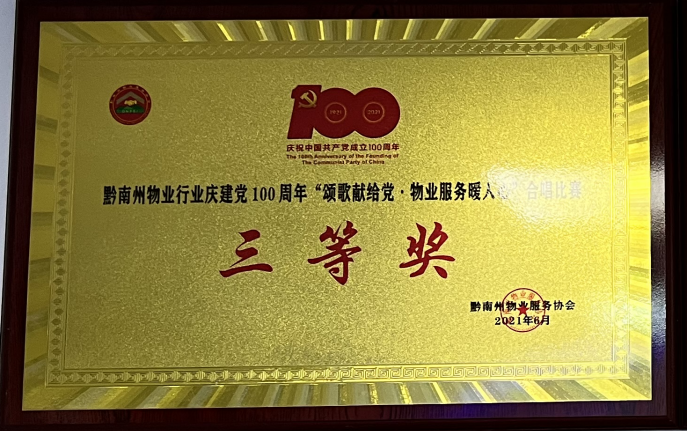 100
1921 2021
庆祝中国共产党成立100周年
The 100th Anniversary of the Founding of
The Communist Party of China
黔南州物业行业庆建党100周年“颂歌献给党·物业服务暖人心”合唱比赛
三等奖
黔南州物业服务协会
2021年6月